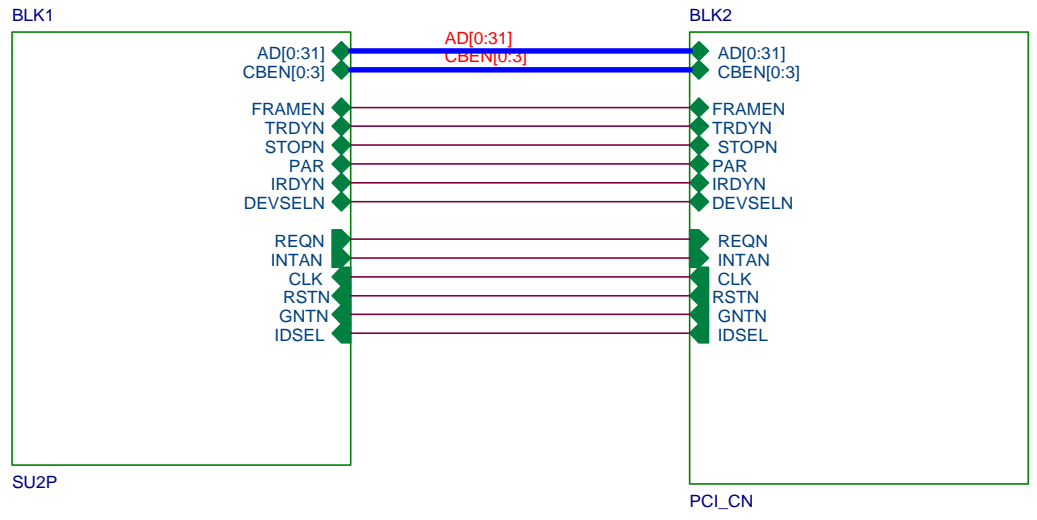 BLK1
BLK2
AD[0:31]
AD[0:31]
AD[0:31]
CBEN[0:3]
CBEN[0:3]
CBEN[0:3]
FRAMEN
FRAMEN
TRDYN
TRDYN
STOPN
STOPN
PAR
PAR
IRDYN
IRDYN
DEVSELN
DEVSELN
REQN
REQN
INTAN
INTAN
CLK
CLK
RSTN
RSTN
GNTN
GNTN
IDSEL
IDSEL
SU2P
PCI_CN